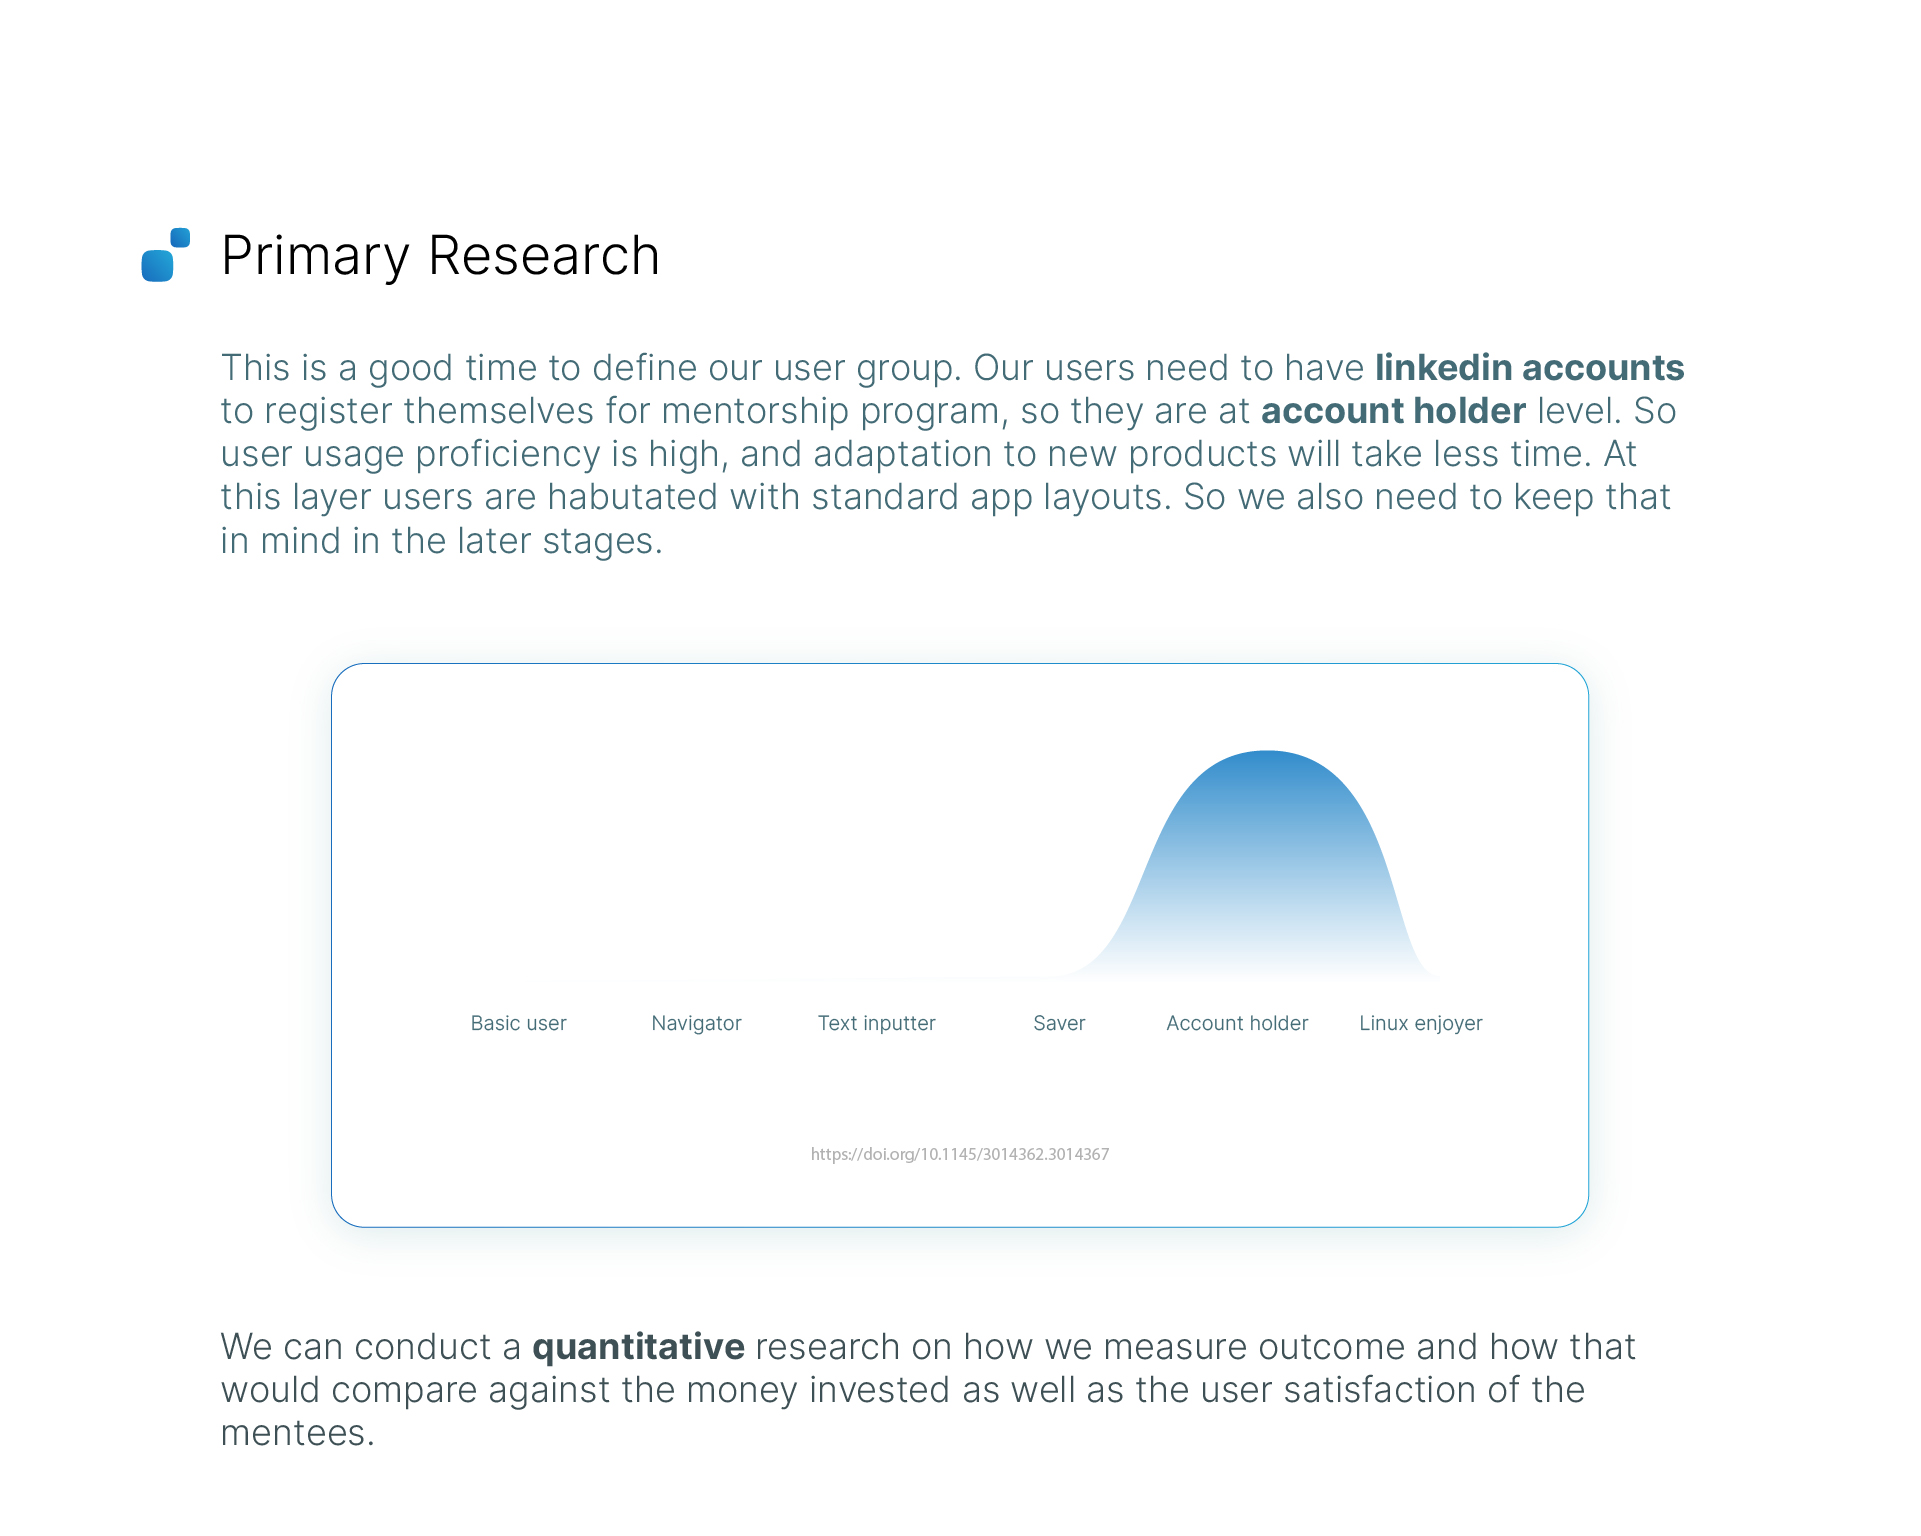 Primary Research
This is a good time to define our user group. Our users need to have linkedin accounts
to register themselves for mentorship program, so they are at account holder level. So
user usage proficiency is high, and adaptation to new products will take less time. At
this layer users are habutated with standard app layouts. So we also need to keep that
in mind in the later stages.
Basic user Navigator Text inputter Saver Account holder Linux enjoyer
https://doi.org/10.1145/3014362.3014367
We can conduct a quantitative research on how we measure outcome and how that
would compare against the money invested as well as the user satisfaction of the
mentees.